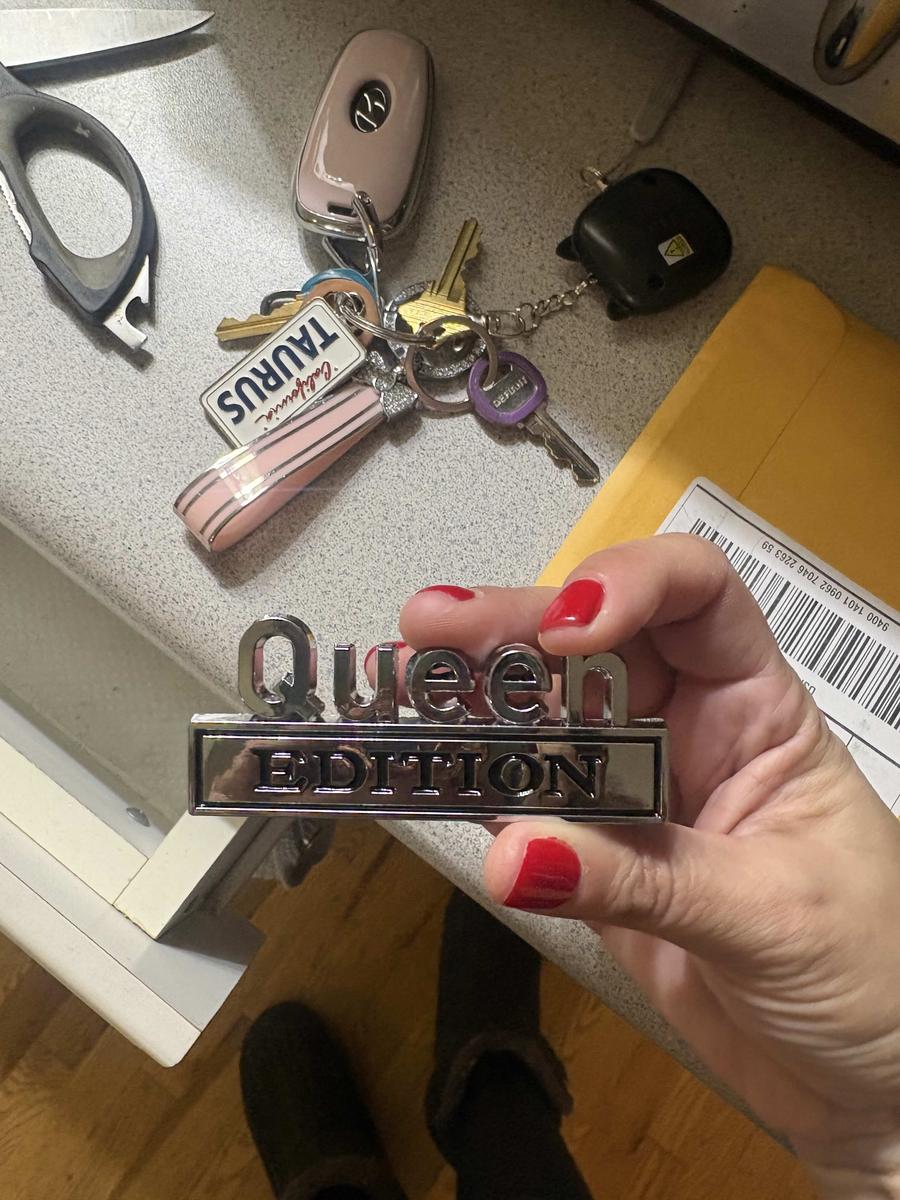 TAURUS
California
9400 1401 0962 7046 2263 59
Queen
EDITION